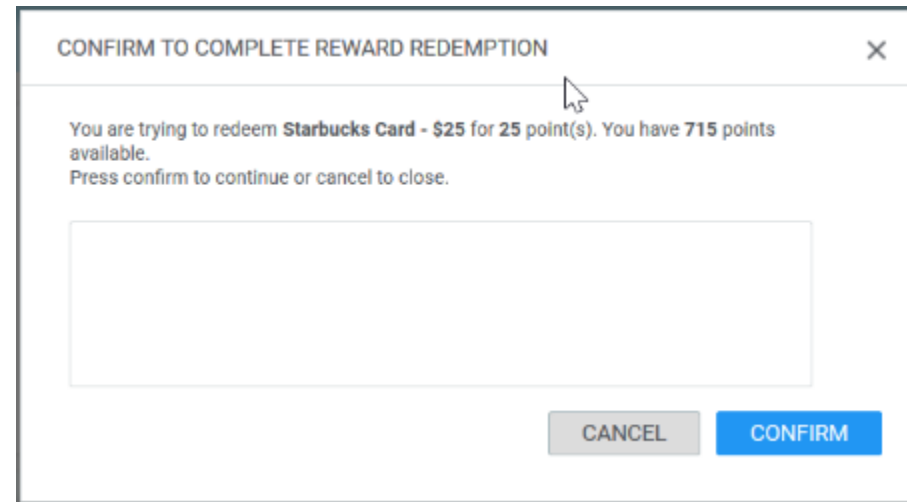 CONFIRM TO COMPLETE REWARD REDEMPTION
You are trying to redeem Starbucks Card - $25 for 25 point(s). You have 715 points
available.
Press confirm to continue or cancel to close.
CANCEL
CONFIRM